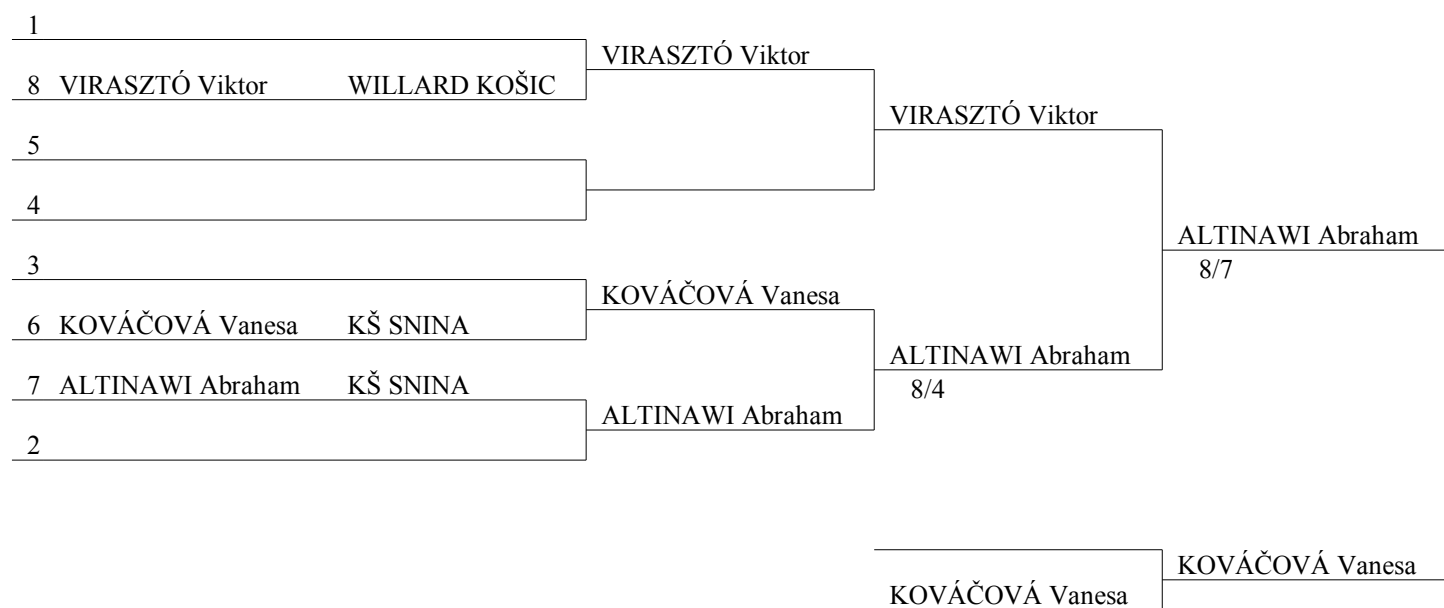 1
VIRASZTÓ Viktor
8 VIRASZTÓ Viktor WILLARD KOŠIC
VIRASZTÓ Viktor
5
4
ALTINAWI Abraham
8/7
3
KOVÁČOVÁ Vanesa
6 KOVÁČOVÁ Vanesa KŠ SNINA
ALTINAWI Abraham
8/4
7 ALTINAWI Abraham KŠ SNINA
ALTINAWI Abraham
2
KOVÁČOVÁ Vanesa
KOVÁČOVÁ Vanesa